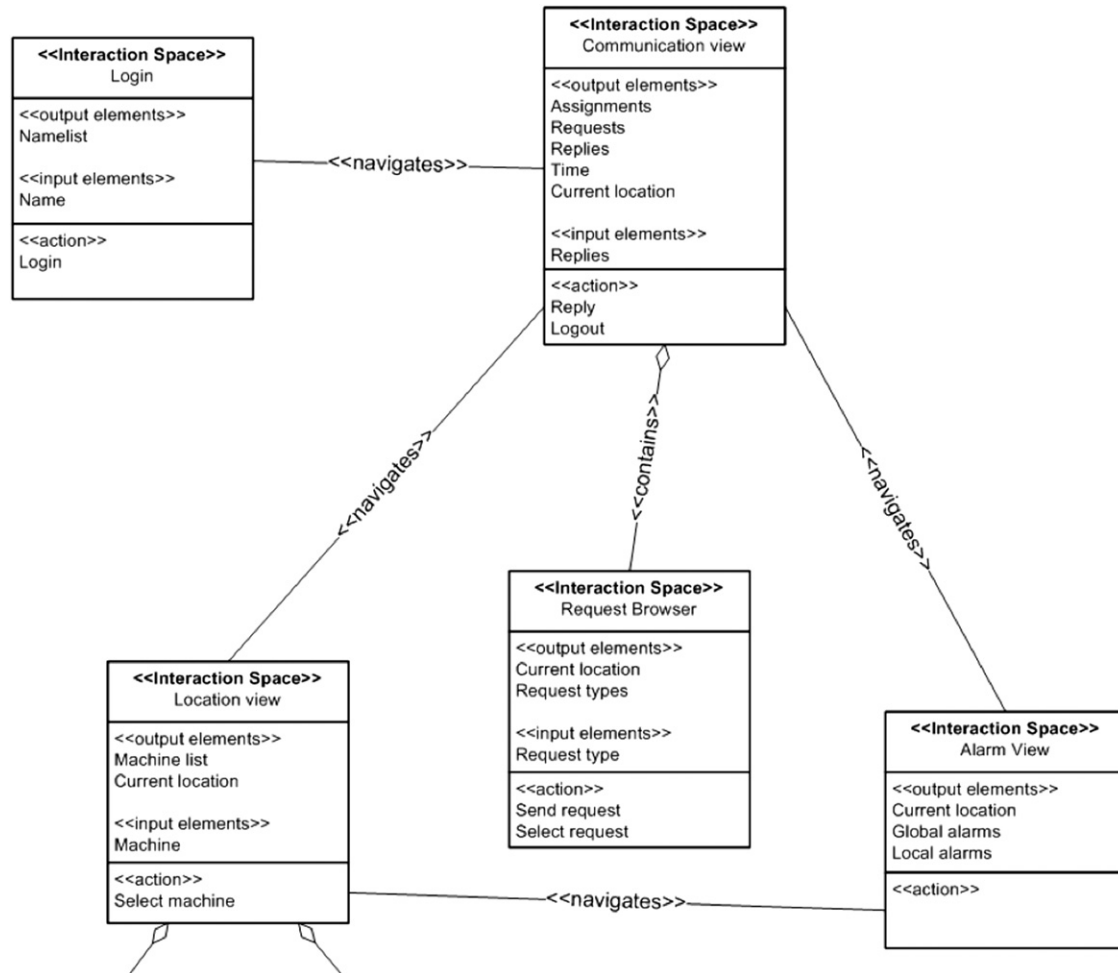 <<Interaction Space>>
Login
<<output elements>>
Namelist
<<input elements>>
Name
<<action>>
Login
<<navigates>>
<<Interaction Space>>
Communication view
<<output elements>>
Assignments
Requests
Replies
Time
Current location
<<input elements>>
Replies
<<action>>
Reply
Logout
<<navigates>>
<<contains>>
<<navigates>>
<<Interaction Space>>
Location view
<<output elements>>
Machine list
Current location
<<input elements>>
Machine
<<action>>
Select machine
<<Interaction Space>>
Request Browser
<<output elements>>
Current location
Request types
<<input elements>>
Request type
<<action>>
Send request
Select request
<<navigates>>
<<Interaction Space>>
Alarm View
<<output elements>>
Current location
Global alarms
Local alarms
<<action>>